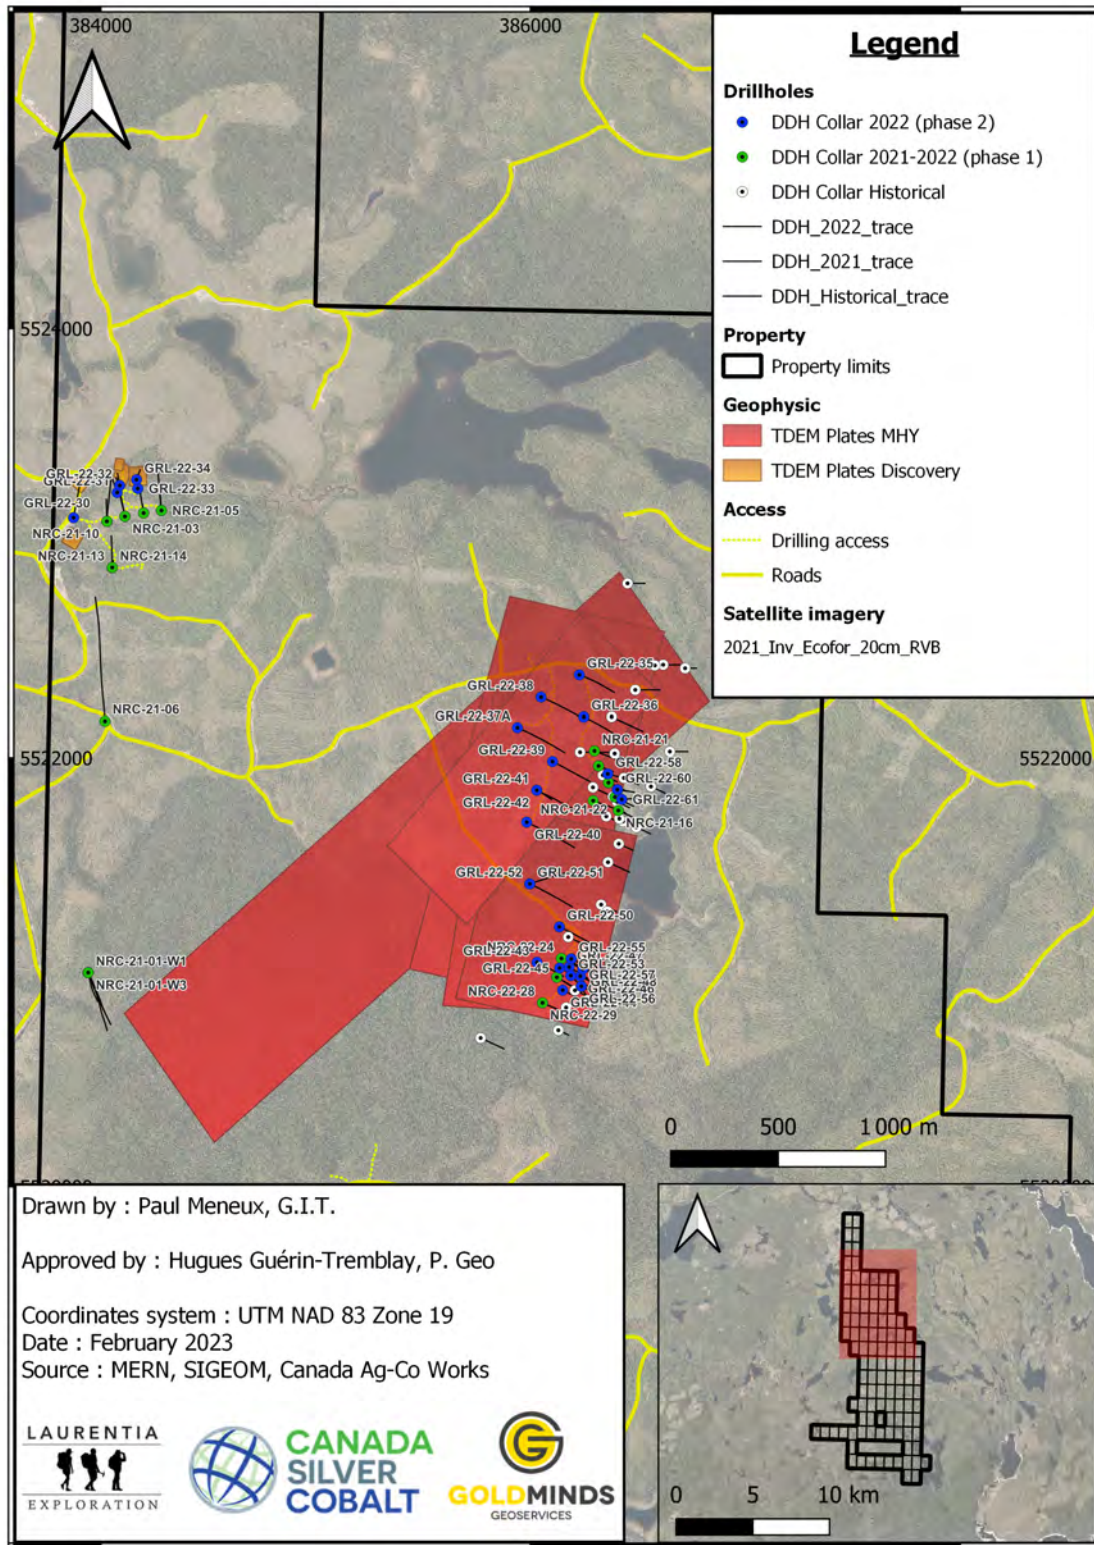 384000
386000
Legend
Drillholes
DDH Collar 2022 (phase 2)
DDH Collar 2021-2022 (phase 1)
DDH Collar Historical
DDH_2022_trace
DDH_2021_trace
DDH_Historical_trace
Property
Property limits
Geophysic
TDEM Plates MHY
TDEM Plates Discovery
Access
Drilling access
Roads
Satellite imagery
2021_Inv_Ecofor_20cm_RVB
5524000
GRL-22-32
GRL-22-34
GRL-22-33
GRL-22-30
NRC-21-05
NRC-21-10
NRC-21-03
NRC-21-13
NRC-21-14
GRL-22-35
GRL-22-38
NRC-21-06
GRL-22-37A
GRL-22-36
5522000
5522000
NRC-21-21
GRL-22-39
GRL-22-58
GRL-22-41
GRL-22-60
GRL-22-42
GRL-22-61
NRC-21-22
NRC-21-16
GRL-22-40
GRL-22-52
GRL-22-51
GRL-22-50
NRC-22-24
GRL-22-43
GRL-22-55
GRL-22-45
GRL-22-53
NRC-21-01-W1
GRL-22-57
NRC-21-01-W3
NRC-22-28
GRL-22-46
GRL-22-56
NRC-22-29
0 500 1 000 m
Drawn by : Paul Meneux, G.I.T.
Approved by : Hugues Guérin-Tremblay, P. Geo
Coordinates system : UTM NAD 83 Zone 19
Date : February 2023
Source : MERN, SIGEOM, Canada Ag-Co Works
LAURENTIA
EXPLORATION
CANADA
SILVER
COBALT
GOLDMINDS
GEOSERVICES
0 5 10 km